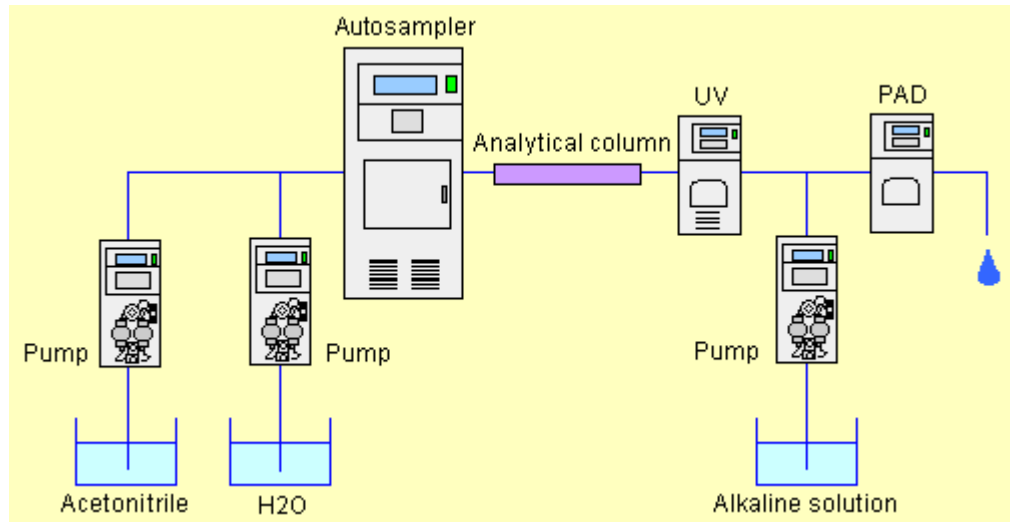 Autosampler
UV
PAD
Analytical column
Pump
Pump
Pump
Acetonitrile
H2O
Alkaline solution